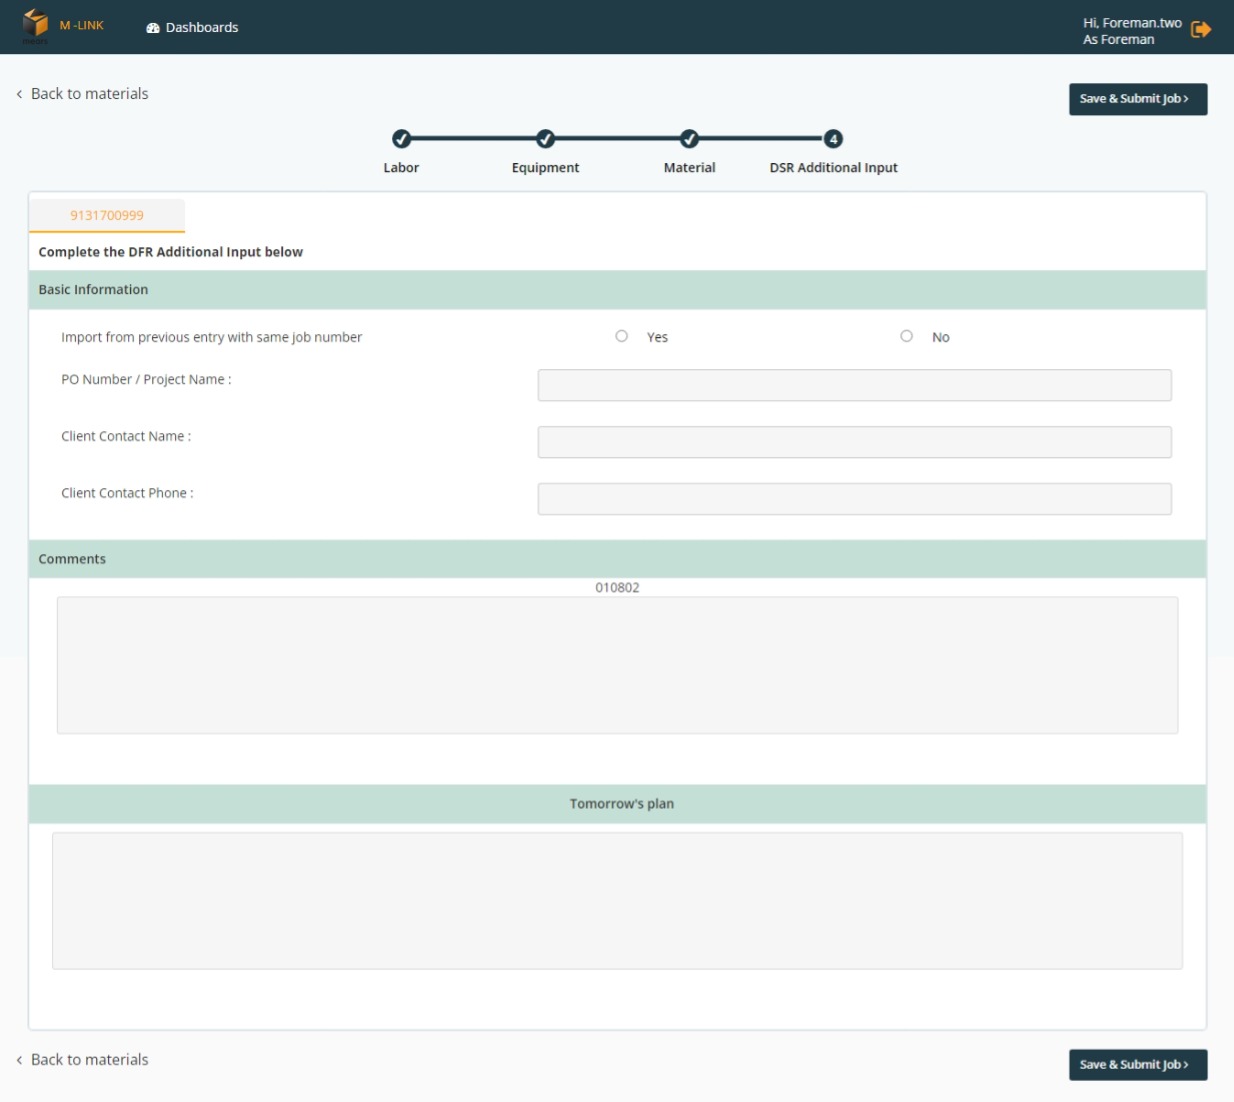 M -LINK
Dashboards
Hi, Foreman.two
As Foreman
Back to materials
Save & Submit Job
4
Labor
Equipment
Material
DSR Additional Input
9131700999
Complete the DFR Additional Input below
Basic Information
Import from previous entry with same job number
Yes
No
PO Number / Project Name :
Client Contact Name :
Client Contact Phone :
Comments
010802
Tomorrow's plan
Back to materials
Save & Submit Job